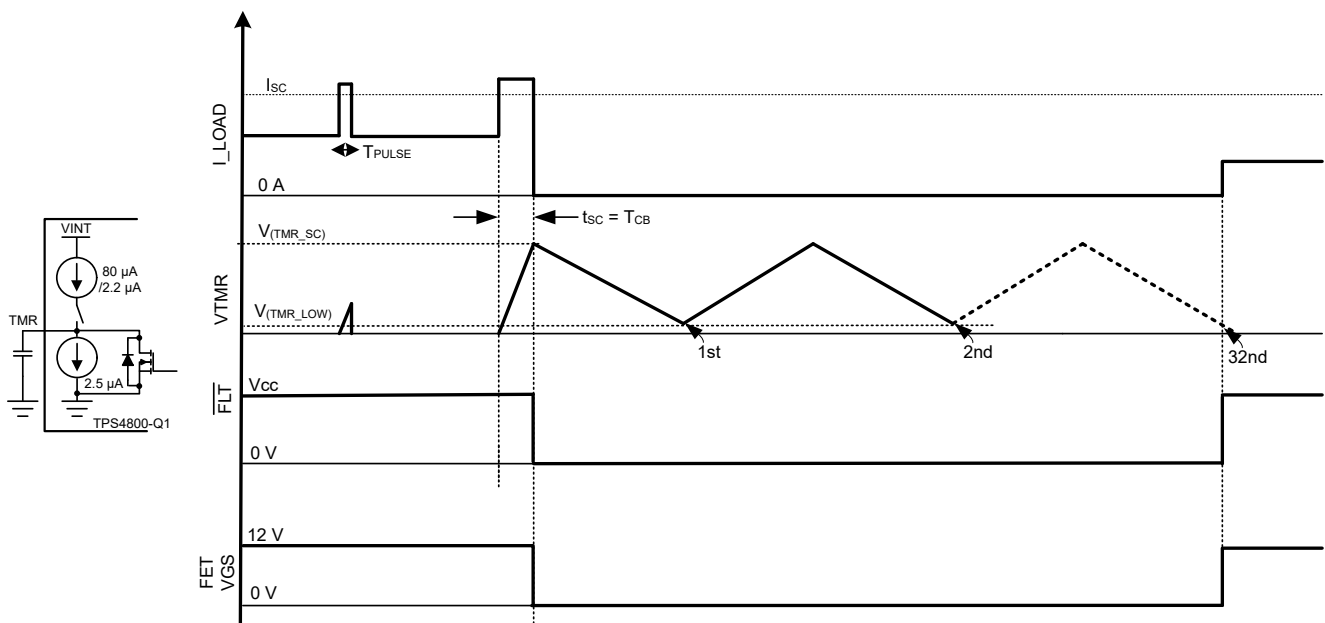 ISC
I_LOAD
TPULSE
0 A
tSC = TCB
V(TMR_SC)
VTMR
V(TMR_LOW)
1st
2nd
32nd
VINT
80 µA
/2.2 µA
TMR
2.5 µA
TPS4800-Q1
Vcc
FLT
0 V
12 V
FET
VGS
0 V